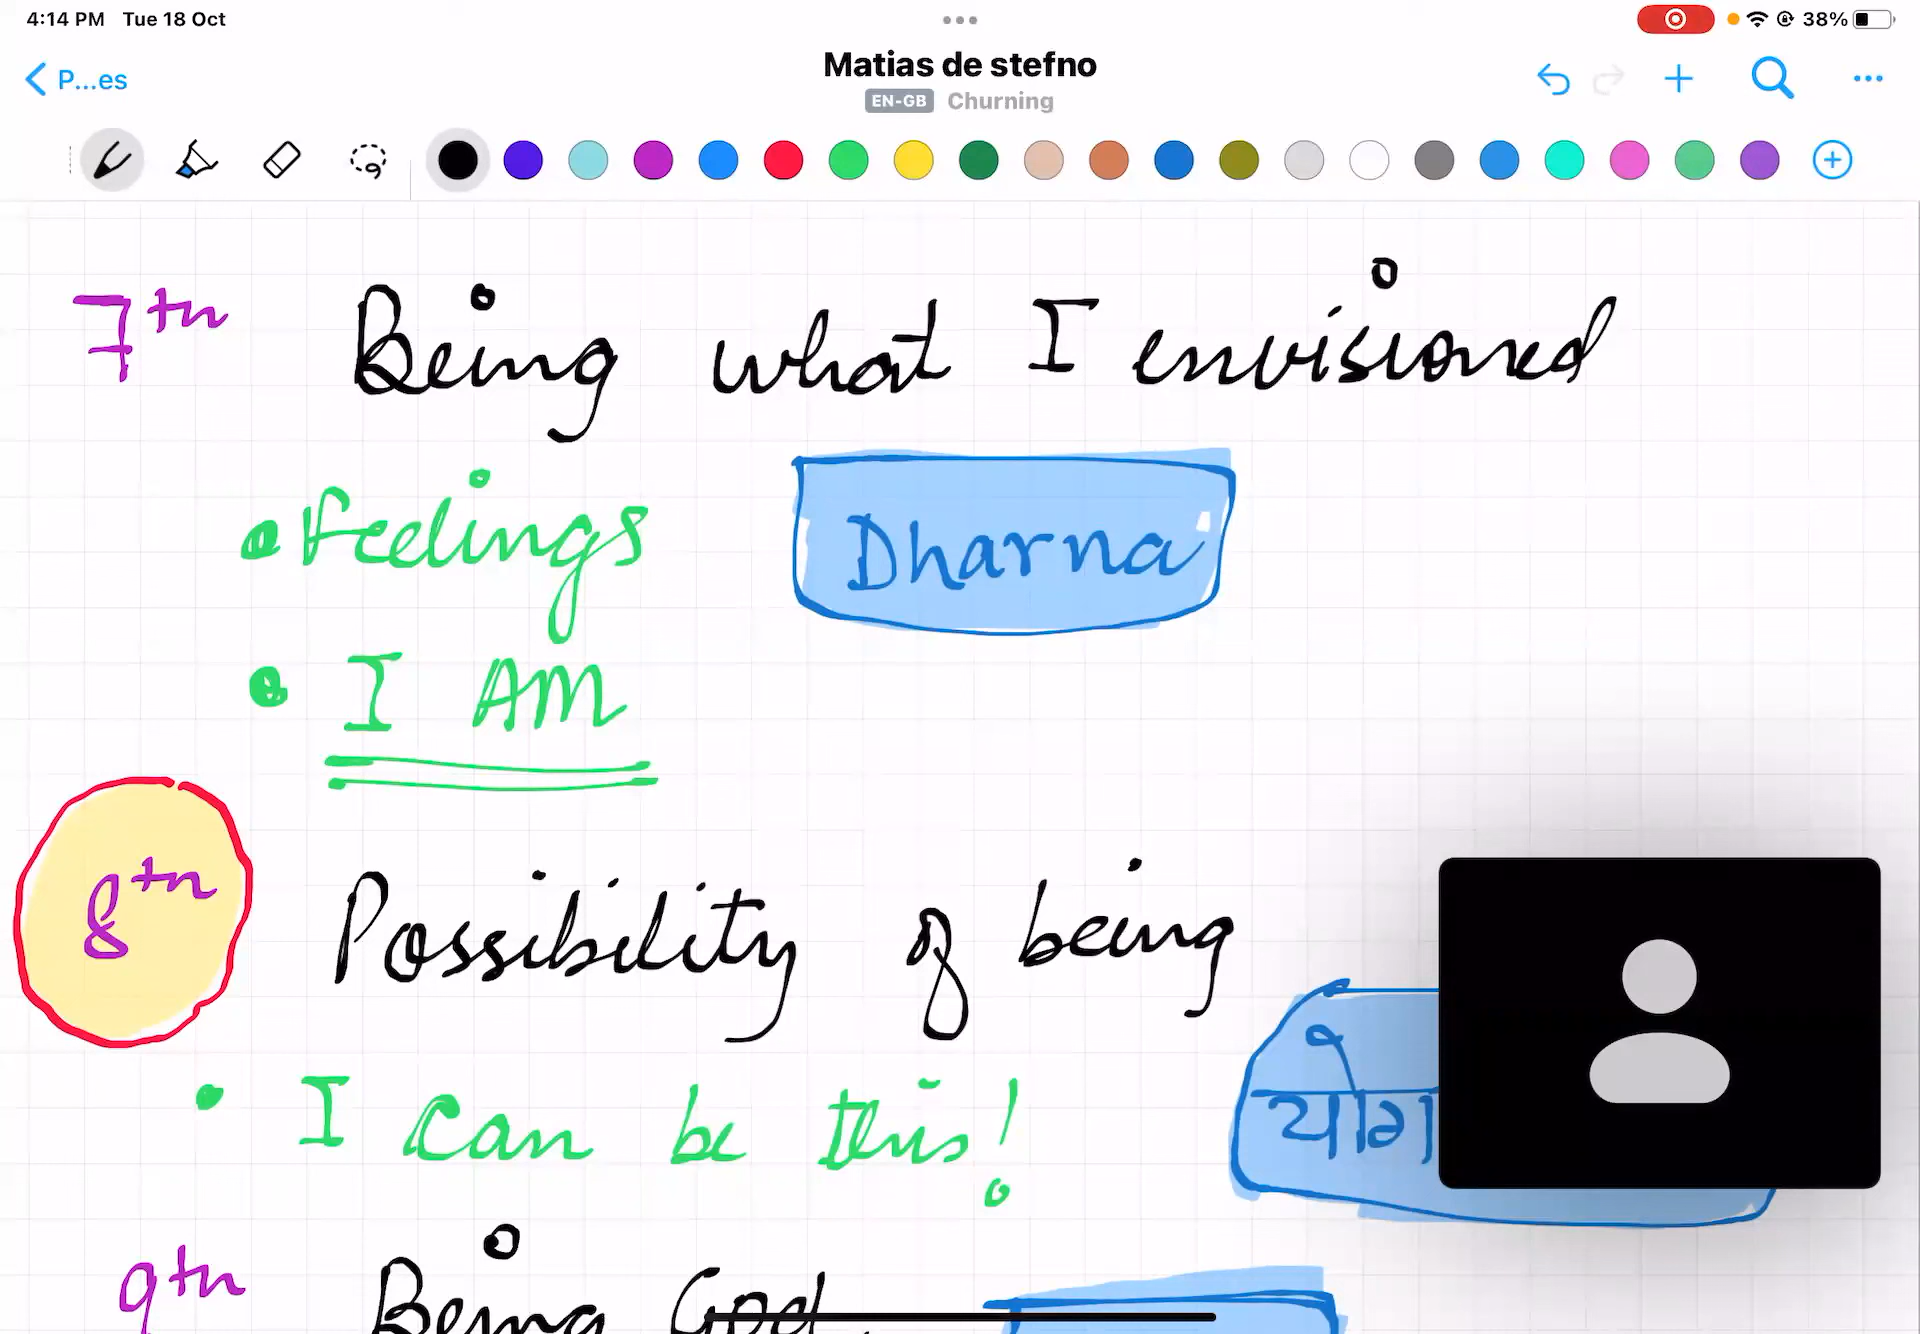 4:14 PM Tue 18 Oct
38%
P...es
Matias de stefno
EN-GB Churning
7th Being what I envisioned
Feelings
Dharna
I AM
8th Possibility of being
योग
I can be this!
9th Being God